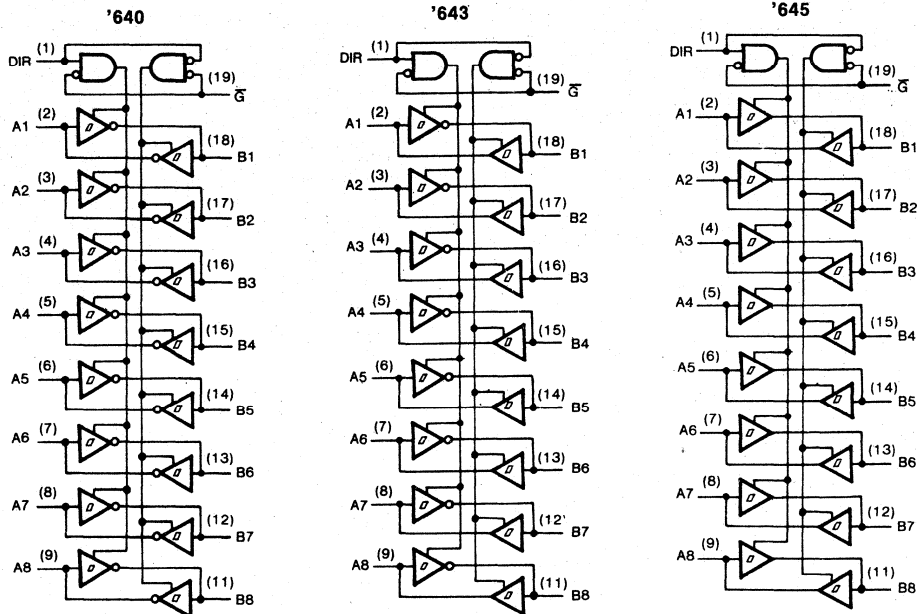 '640
(1)
DIR
(19)
G̅
(2)
A1
(18)
B1
(3)
A2
(17)
B2
(4)
A3
(16)
B3
(5)
A4
(15)
B4
(6)
A5
(14)
B5
(7)
A6
(13)
B6
(8)
A7
(12)
B7
(9)
A8
(11)
B8
'643
(1)
DIR
(19)
G̅
(2)
A1
(18)
B1
(3)
A2
(17)
B2
(4)
A3
(16)
B3
(5)
A4
(15)
B4
(6)
A5
(14)
B5
(7)
A6
(13)
B6
(8)
A7
(12)
B7
(9)
A8
(11)
B8
'645
(1)
DIR
(19)
G̅
(2)
A1
(18)
B1
(3)
A2
(17)
B2
(4)
A3
(16)
B3
(5)
A4
(15)
B4
(6)
A5
(14)
B5
(7)
A6
(13)
B6
(8)
A7
(12)
B7
(9)
A8
(11)
B8